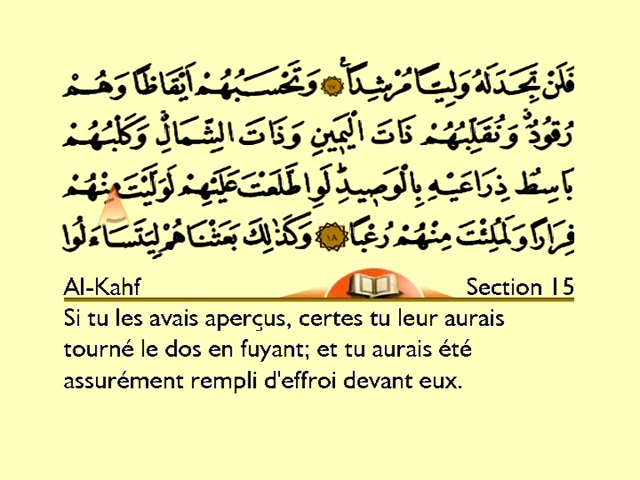 فَلَنْ تَجِدَ لَهُ وَلِيًّا مُرْشِدًا ۝١٧ وَتَحْسَبُهُمْ أَيْقَاظًا وَهُمْ
رُقُودٌ وَنُقَلِّبُهُمْ ذَاتَ الْيَمِينِ وَذَاتَ الشِّمَالِ وَكَلْبُهُمْ
بَاسِطٌ ذِرَاعَيْهِ بِالْوَصِيدِ لَوِ اطَّلَعْتَ عَلَيْهِمْ لَوَلَّيْتَ مِنْهُمْ
فِرَارًا وَلَمُلِئْتَ مِنْهُمْ رُعْبًا ۝١٨ وَكَذَٰلِكَ بَعَثْنَاهُمْ لِيَتَسَاءَلُوا
Al-Kahf Section 15
Si tu les avais aperçus, certes tu leur aurais
tourné le dos en fuyant; et tu aurais été
assurément rempli d'effroi devant eux.